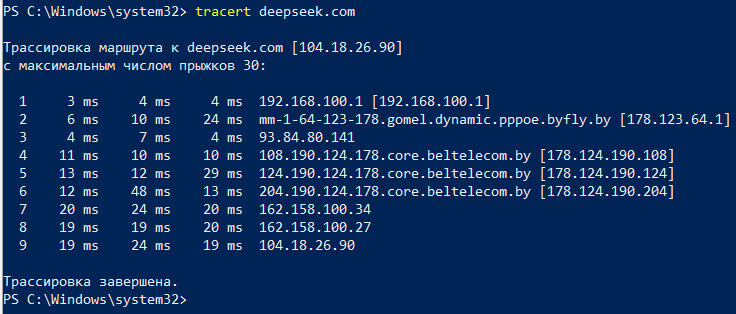 PS C:\Windows\system32> tracert deepseek.com
Трассировка маршрута к deepseek.com [104.18.26.90]
с максимальным числом прыжков 30:
1 3 ms 4 ms 4 ms 192.168.100.1 [192.168.100.1]
2 6 ms 10 ms 24 ms mm-1-64-123-178.gomel.dynamic.pppoe.byfly.by [178.123.64.1]
3 4 ms 7 ms 4 ms 93.84.80.141
4 11 ms 10 ms 10 ms 108.190.124.178.core.beltelecom.by [178.124.190.108]
5 13 ms 12 ms 29 ms 124.190.124.178.core.beltelecom.by [178.124.190.124]
6 12 ms 48 ms 13 ms 204.190.124.178.core.beltelecom.by [178.124.190.204]
7 20 ms 24 ms 20 ms 162.158.100.34
8 19 ms 19 ms 20 ms 162.158.100.27
9 19 ms 24 ms 19 ms 104.18.26.90
Трассировка завершена.
PS C:\Windows\system32>